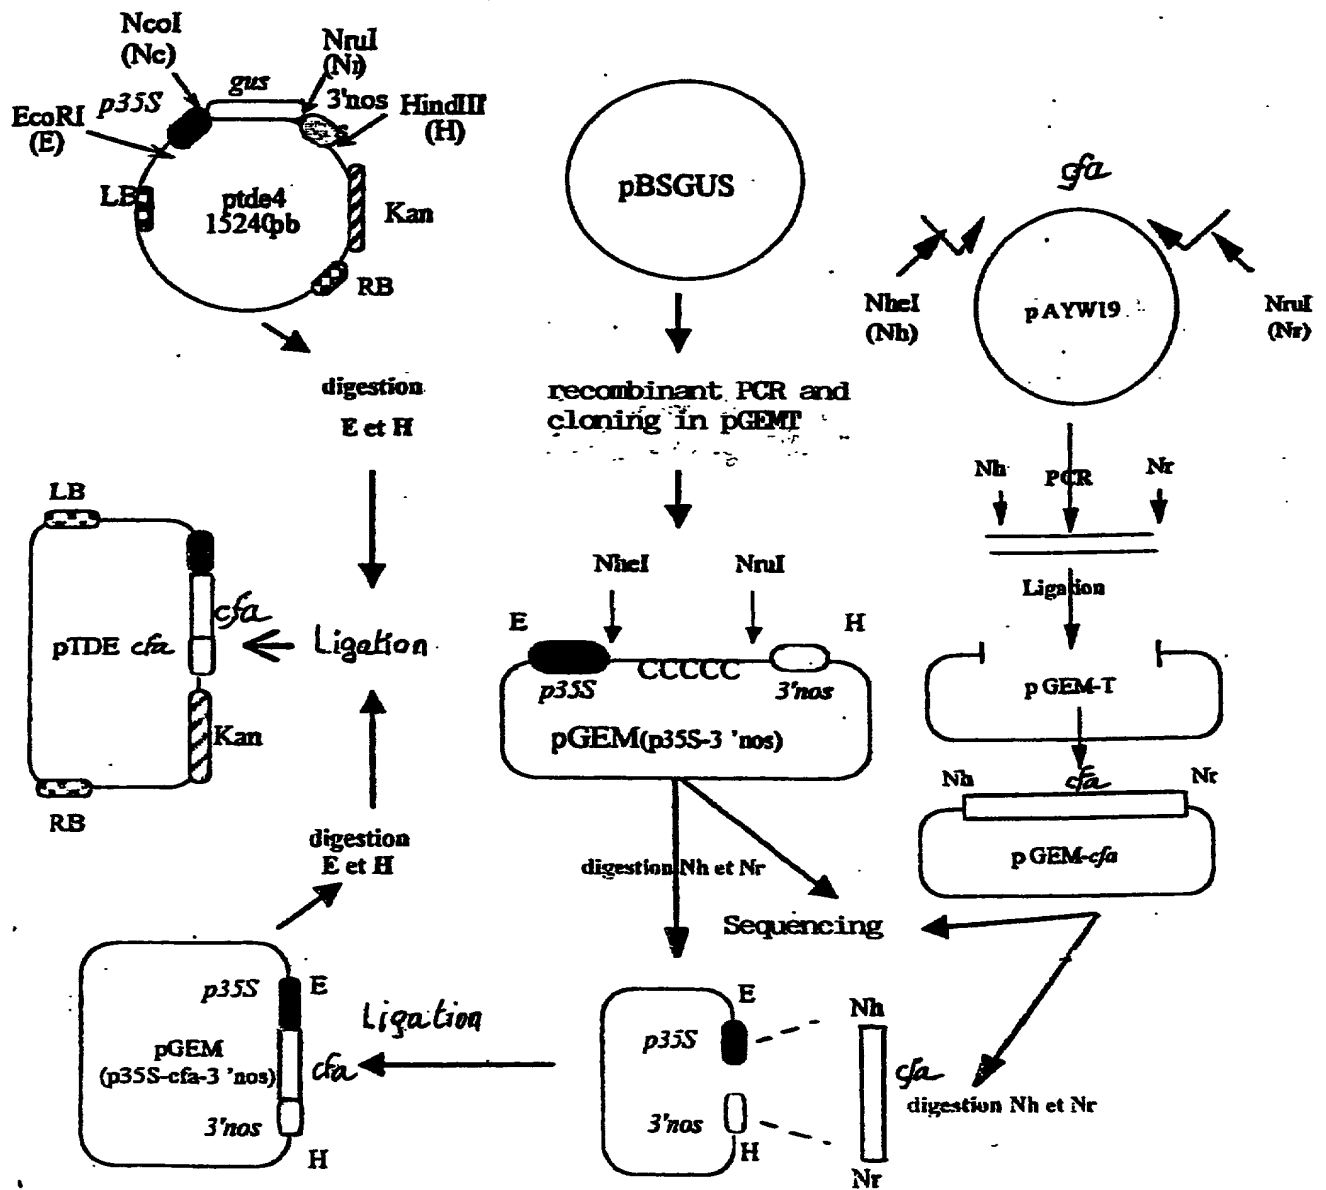 NcoI
(Nc)
NruI
(Nr)
gus
p35S
3'nos
HindIII
(H)
EcoRI
(E)
LB
ptde4
15240pb
Kan
RB
digestion
E et H
pBSGUS
recombinant PCR and
cloning in pGEMT
cfa
NheI
(Nh)
pAYW19
NruI
(Nr)
Nh
PCR
Nr
Ligation
p GEM-T
Nh
cfa
Nr
p GEM-cfa
NheI
NruI
E
H
CCCCC
p35S
3'nos
pGEM(p35S-3 'nos)
digestion Nh et Nr
Sequencing
LB
cfa
pTDE cfa
Ligation
Kan
RB
digestion
E et H
p35S
E
Ligation
pGEM
(p35S-cfa-3 'nos)
cfa
3'nos
H
E
p35S
3'nos
H
Nh
cfa
digestion Nh et Nr
Nr